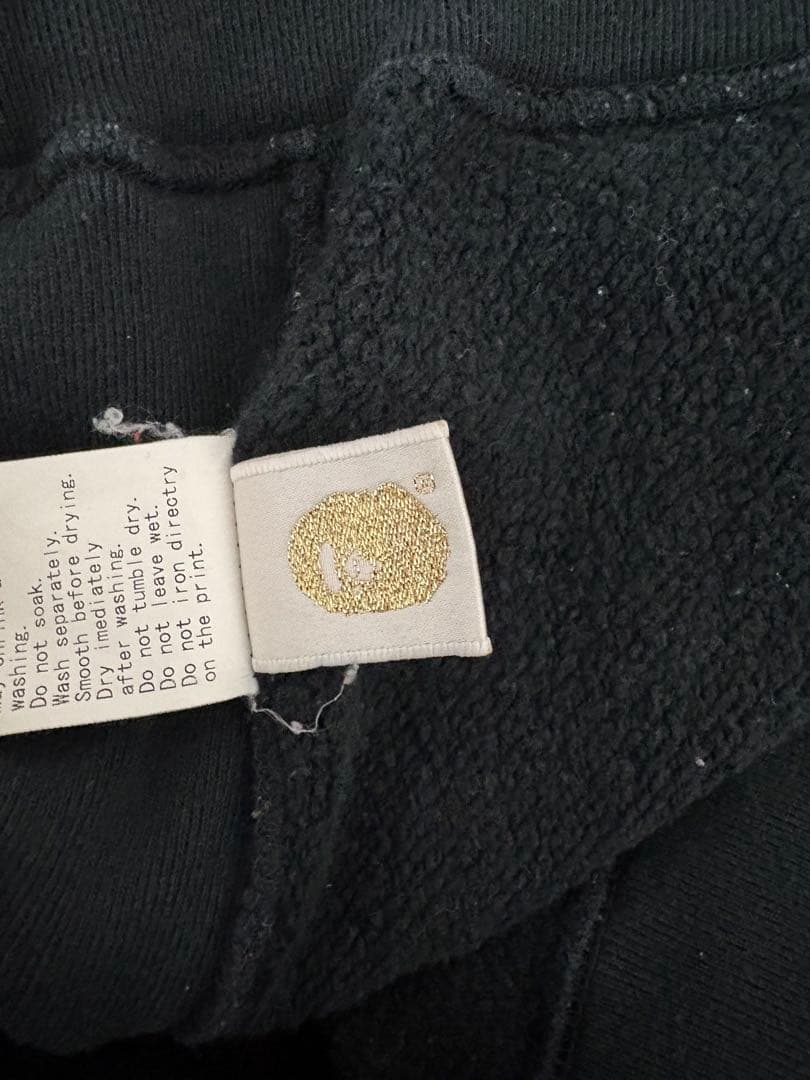 washing.
Do not soak.
Wash separately.
Smooth before drying.
Dry imediately
after washing.
Do not tumble dry.
Do not leave wet.
Do not iron directry
on the print.
®